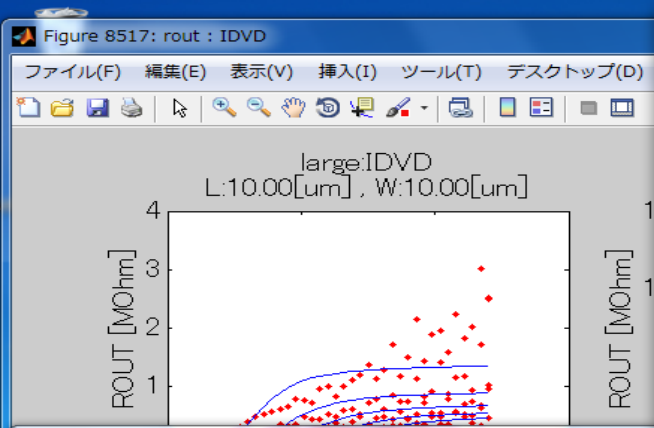 Figure 8517: rout : IDVD
ファイル(F) 編集(E) 表示(V) 挿入(I) ツール(T) デスクトップ(D)
large:IDVD
L:10.00[um] , W:10.00[um]
4
3
2
1
ROUT [MOhm]
1
1
ROUT [MOhm]